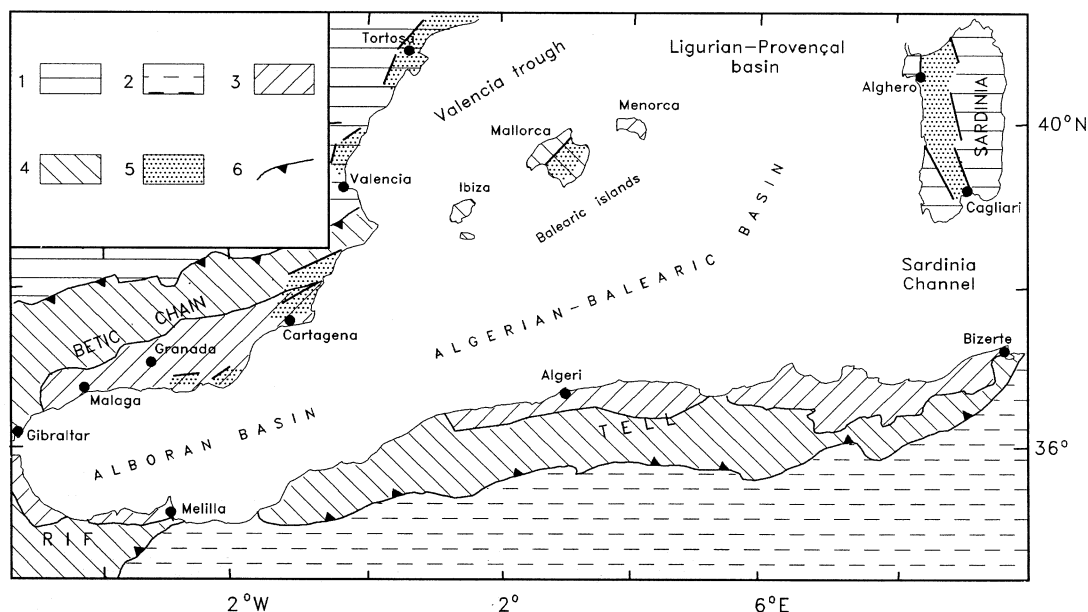 1
2
3
4
5
6
Tortosa
Valencia trough
Ligurian–Provençal
basin
Alghero
SARDINIA
Menorca
Mallorca
40°N
Valencia
Ibiza
Balearic islands
Cagliari
ALGERIAN–BALEARIC BASIN
Sardinia
Channel
BETIC CHAIN
Cartagena
Granada
Bizerte
Malaga
Algeri
Gibraltar
ALBORAN BASIN
TELL
36°
Melilla
RIF
2°W
2°
6°E